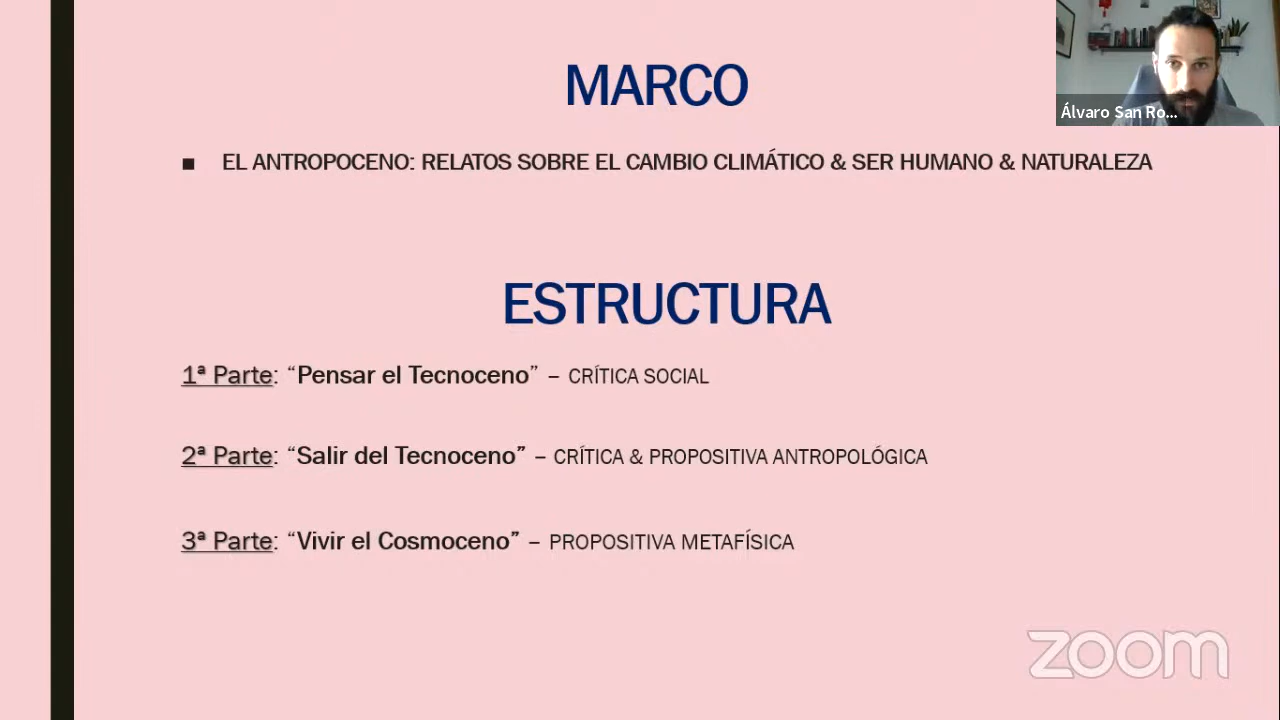 MARCO
Álvaro San Ro...
■ EL ANTROPOCENO: RELATOS SOBRE EL CAMBIO CLIMÁTICO & SER HUMANO & NATURALEZA
ESTRUCTURA
1ª Parte: “Pensar el Tecnoceno” – CRÍTICA SOCIAL
2ª Parte: “Salir del Tecnoceno” – CRÍTICA & PROPOSITIVA ANTROPOLÓGICA
3ª Parte: “Vivir el Cosmoceno” – PROPOSITIVA METAFÍSICA
zoom